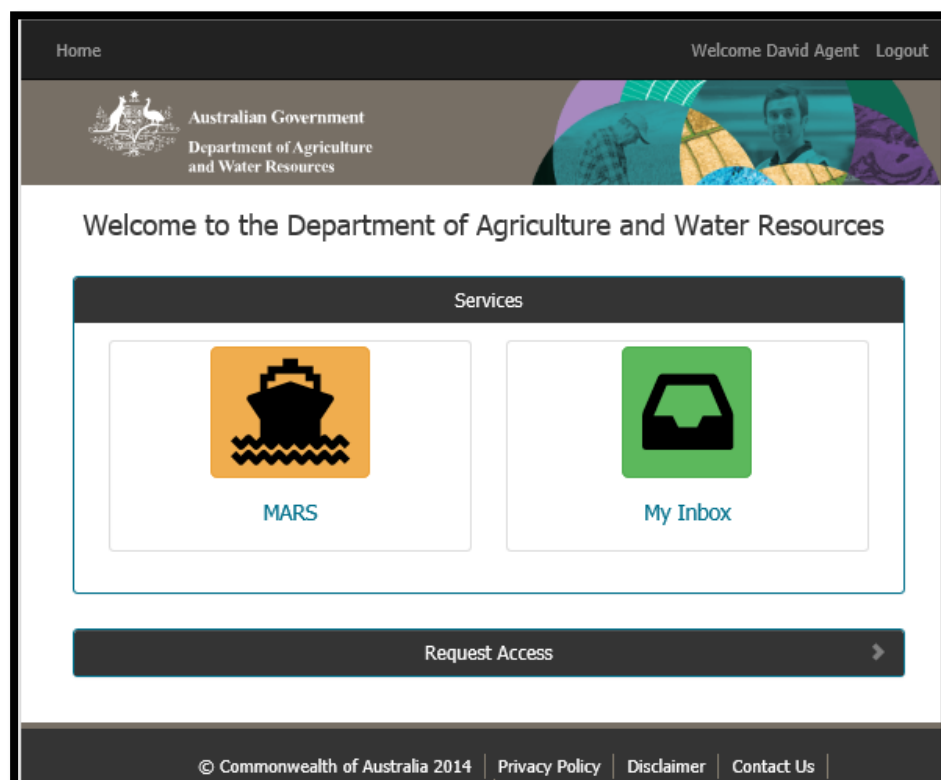 Home Welcome David Agent Logout
Australian Government
Department of Agriculture
and Water Resources
Welcome to the Department of Agriculture and Water Resources
Services
MARS My Inbox
Request Access
© Commonwealth of Australia 2014 Privacy Policy Disclaimer Contact Us